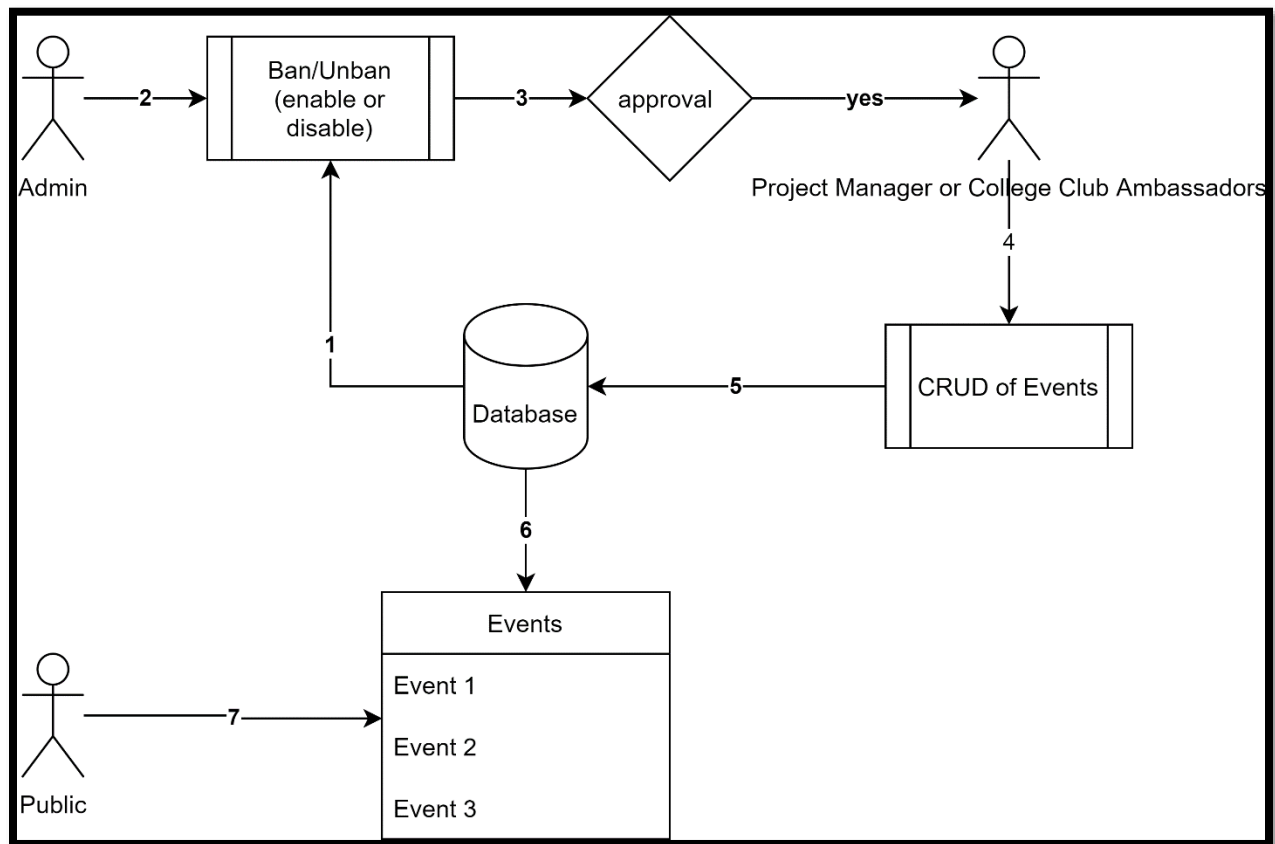 2
Ban/Unban
(enable or
disable)
3
approval
yes
Admin
Project Manager or College Club Ambassadors
4
1
Database
5
CRUD of Events
6
Events
Event 1
7
Event 2
Event 3
Public